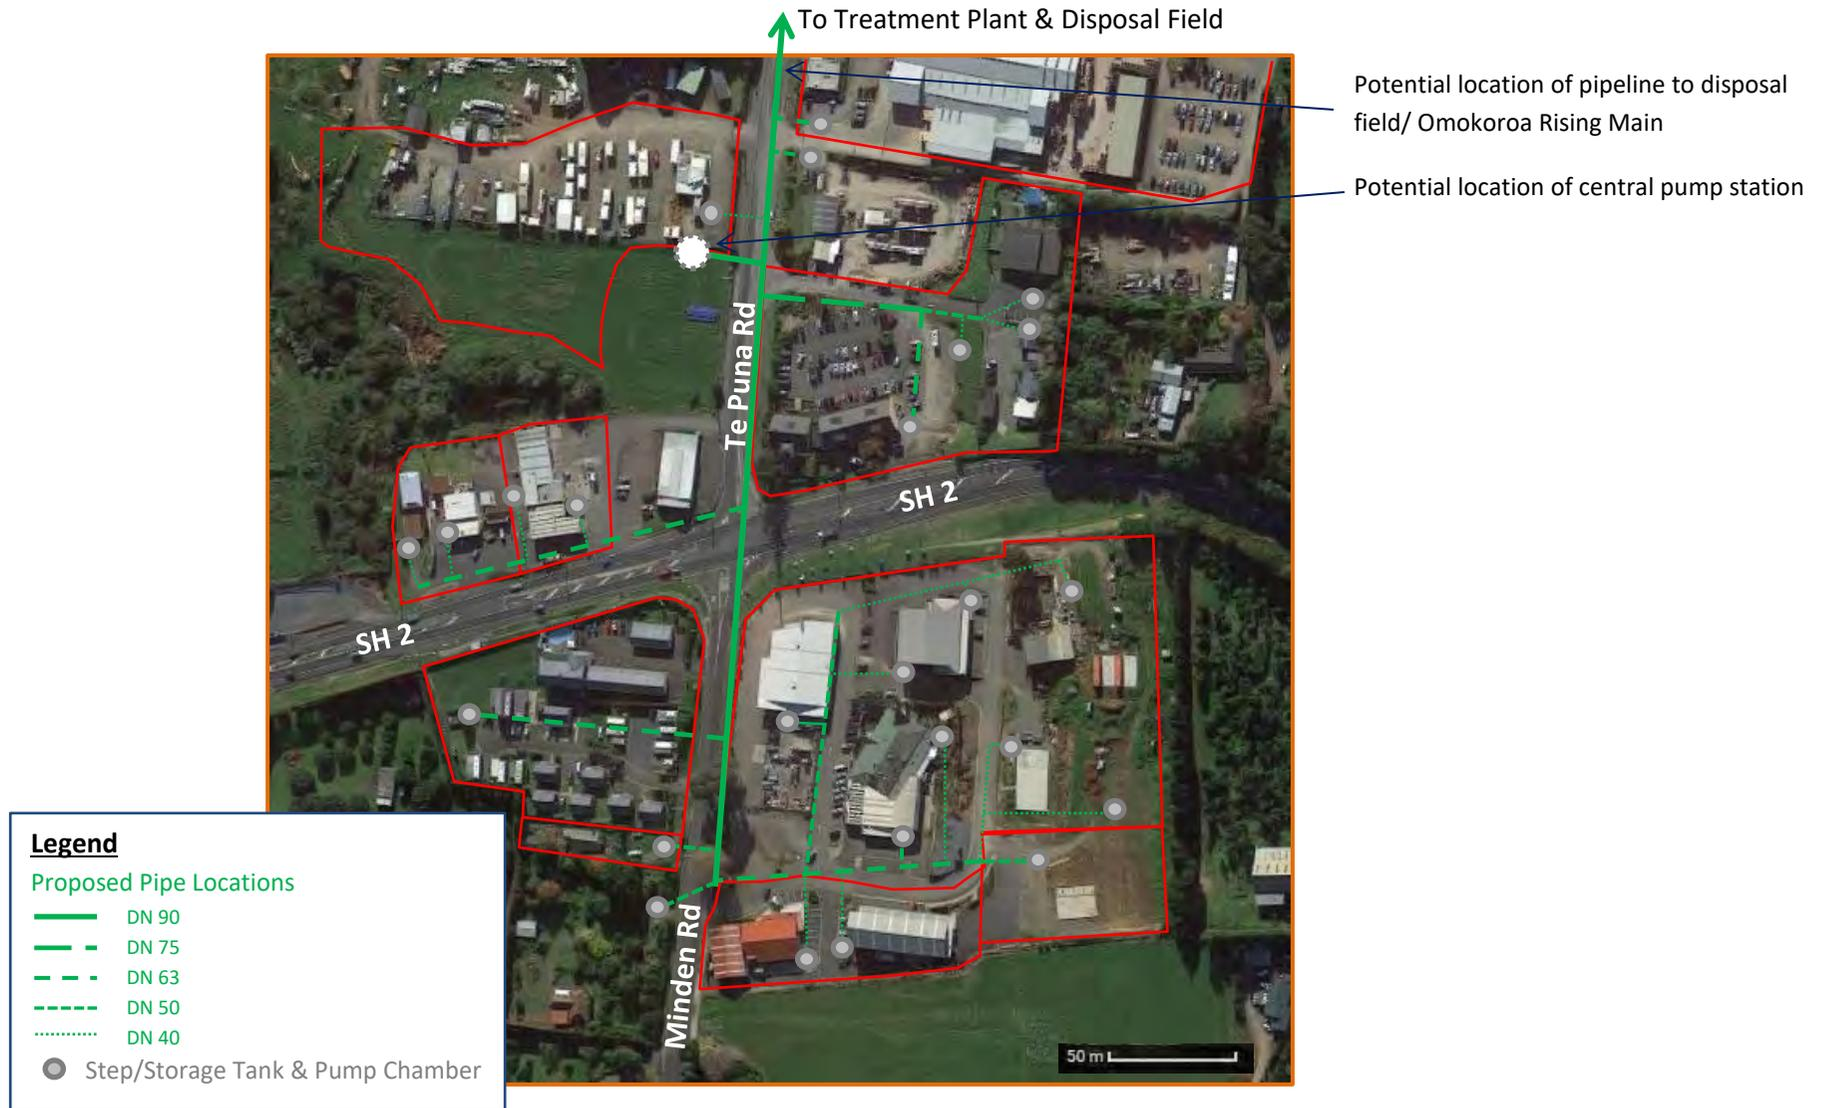 To Treatment Plant & Disposal Field
Potential location of pipeline to disposal
field/ Omokoroa Rising Main
Potential location of central pump station
Te Puna Rd
SH 2
SH 2
Minden Rd
50 m
Legend
Proposed Pipe Locations
DN 90
DN 75
DN 63
DN 50
DN 40
Step/Storage Tank & Pump Chamber